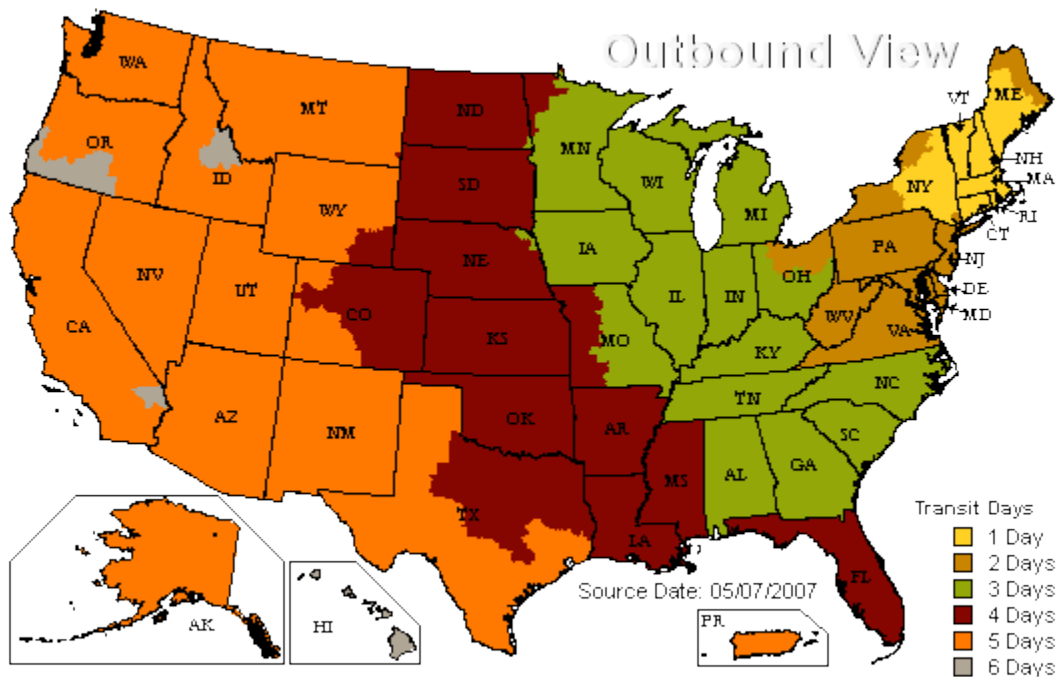 Outbound View
WA
MT
ND
ME
VT
OR
MN
ID
SD
WI
NH
NY
MA
WY
MI
RI
CT
IA
NE
PA
NV
NJ
UT
OH
IL
IN
DE
CO
WV
MD
CA
VA
KS
MO
KY
NC
TN
AZ
OK
AR
NM
SC
GA
AL
MS
TX
LA
FL
Transit Days
1 Day
2 Days
3 Days
4 Days
5 Days
6 Days
Source Date: 05/07/2007
AK
HI
PR